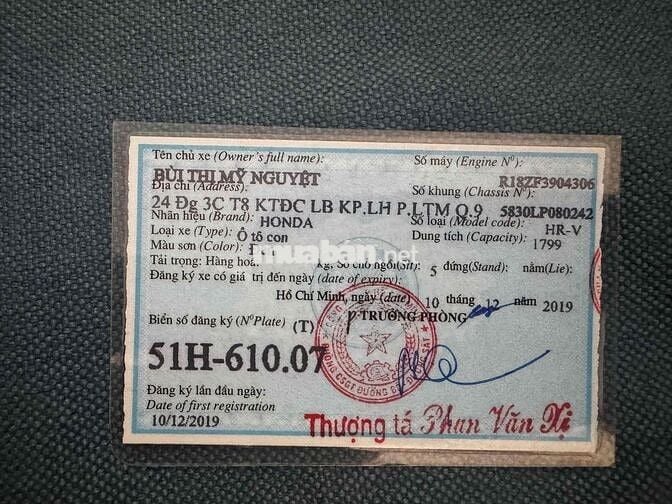 Tên chủ xe (Owner's full name):
Số máy (Engine Nº):
BÙI THỊ MỸ NGUYỆT
R18ZF3904306
Địa chỉ (Address):
Số khung (Chassis Nº):
24 Đg 3C T8 KTĐC LB KP.LH P.LTM Q.9
5830LP080242
Nhãn hiệu (Brand): HONDA
Số loại (Model code): HR-V
Loại xe (Type): Ô tô con
Dung tích (Capacity): 1799
Màu sơn (Color):
muaban.net
Tải trọng: Hàng hoá: kg, Số chỗ ngồi(Sit): 5 đứng(Stand): nằm(Lie):
Đăng ký xe có giá trị đến ngày (date of expiry):
Hồ Chí Minh, ngày (date) 10 tháng 12 năm 2019
Biển số đăng ký (NºPlate) (T)
P TRƯỞNG PHÒNG
51H-610.07
Đăng ký lần đầu ngày:
Date of first registration
10/12/2019
Thượng tá Phan Văn Xị